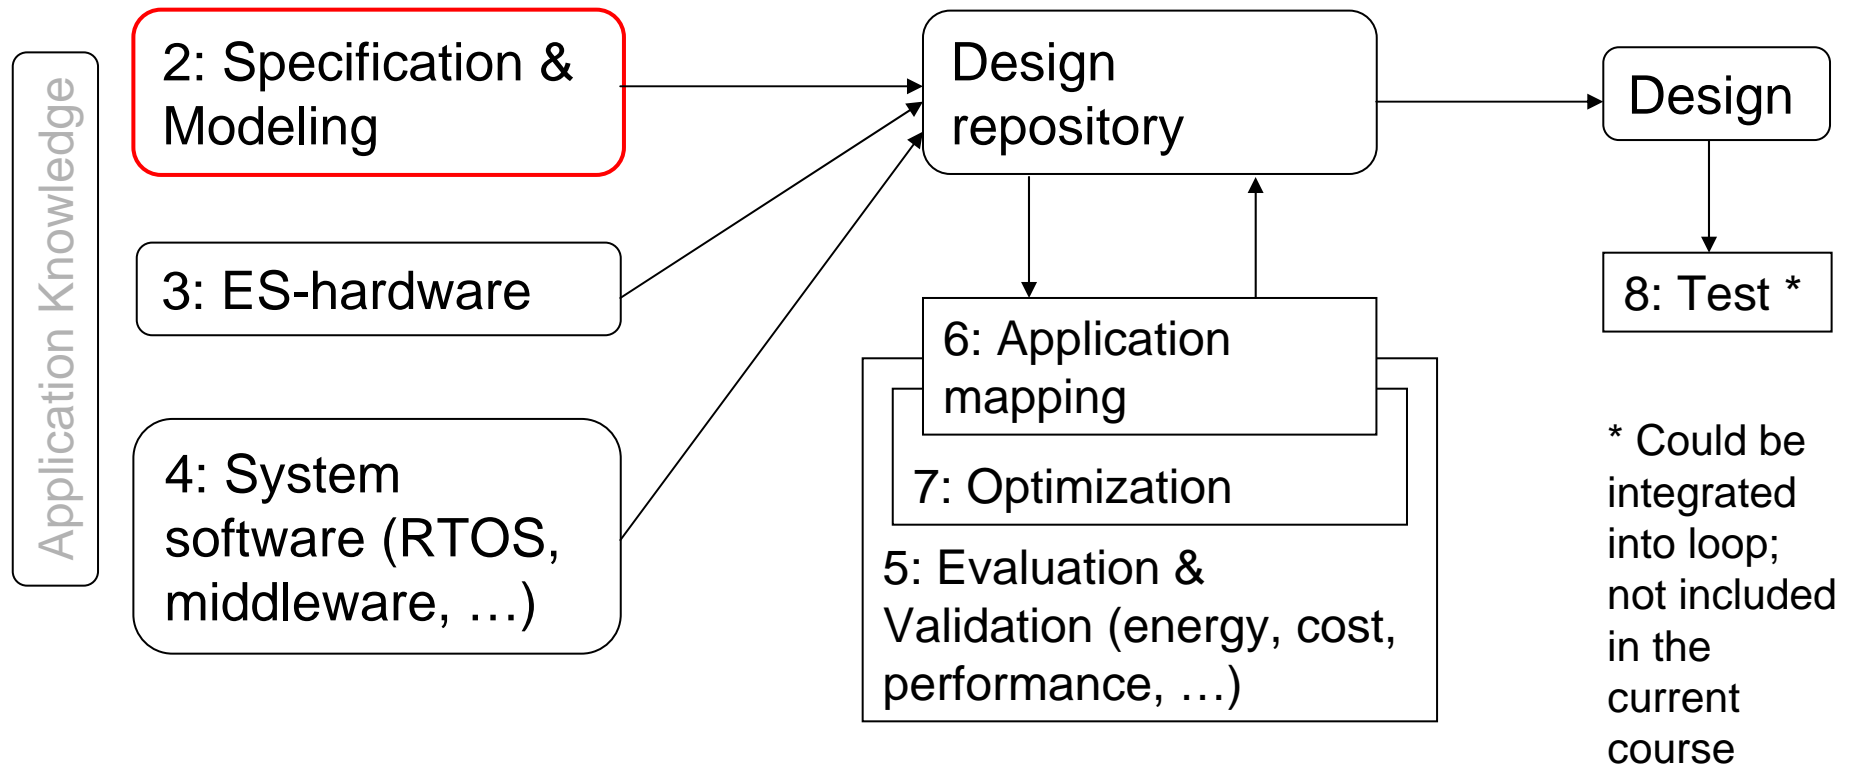 Application Knowledge
2: Specification &
Modeling
3: ES-hardware
4: System
software (RTOS,
middleware, …)
Design
repository
6: Application
mapping
7: Optimization
5: Evaluation &
Validation (energy, cost,
performance, …)
Design
8: Test *
* Could be
integrated
into loop;
not included
in the
current
course